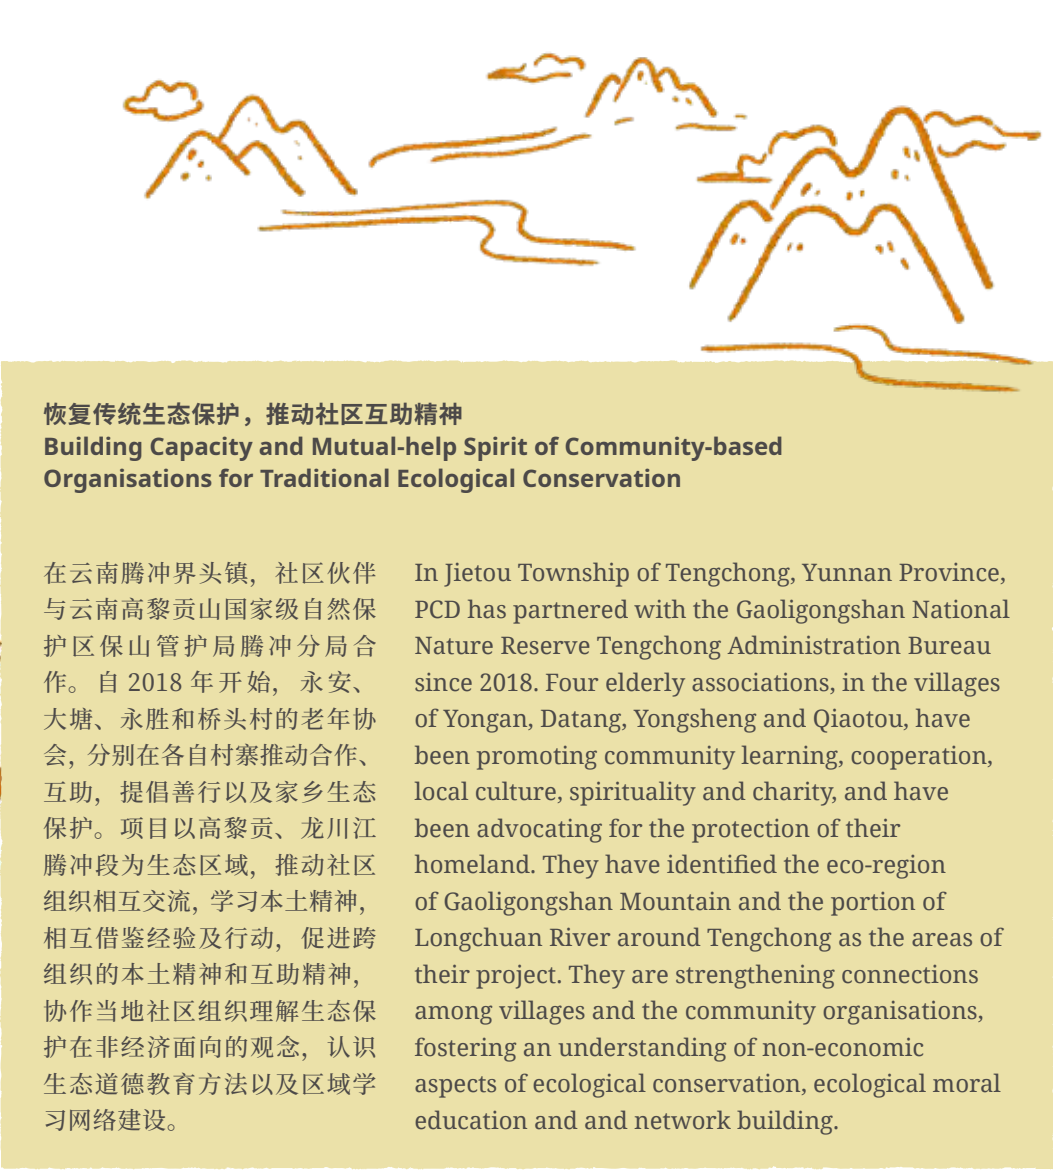 恢复传统生态保护，推动社区互助精神
Building Capacity and Mutual-help Spirit of Community-based
Organisations for Traditional Ecological Conservation
在云南腾冲界头镇，社区伙伴
与云南高黎贡山国家级自然保
护区保山管护局腾冲分局合
作。自 2018 年开始，永安、
大塘、永胜和桥头村的老年协
会，分别在各自村寨推动合作、
互助，提倡善行以及家乡生态
保护。项目以高黎贡、龙川江
腾冲段为生态区域，推动社区
组织相互交流，学习本土精神，
相互借鉴经验及行动，促进跨
组织的本土精神和互助精神，
协作当地社区组织理解生态保
护在非经济面向的观念，认识
生态道德教育方法以及区域学
习网络建设。
In Jietou Township of Tengchong, Yunnan Province,
PCD has partnered with the Gaoligongshan National
Nature Reserve Tengchong Administration Bureau
since 2018. Four elderly associations, in the villages
of Yongan, Datang, Yongsheng and Qiaotou, have
been promoting community learning, cooperation,
local culture, spirituality and charity, and have
been advocating for the protection of their
homeland. They have identified the eco-region
of Gaoligongshan Mountain and the portion of
Longchuan River around Tengchong as the areas of
their project. They are strengthening connections
among villages and the community organisations,
fostering an understanding of non-economic
aspects of ecological conservation, ecological moral
education and and network building.